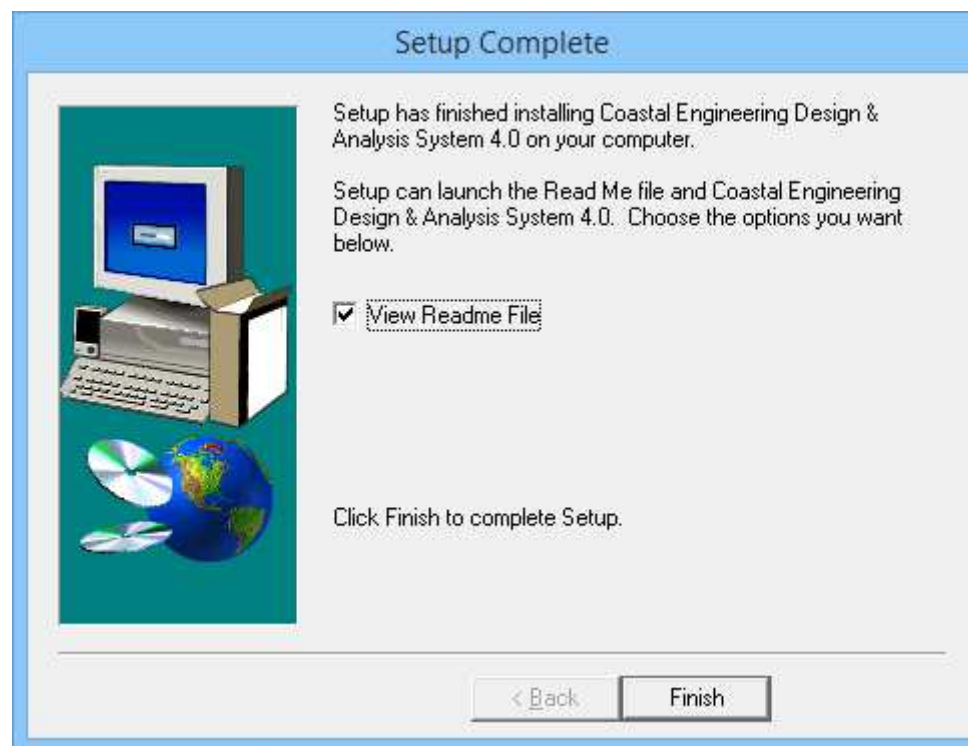 Setup Complete
Setup has finished installing Coastal Engineering Design &
Analysis System 4.0 on your computer.
Setup can launch the Read Me file and Coastal Engineering
Design & Analysis System 4.0.  Choose the options you want
below.
View Readme File
Click Finish to complete Setup.
< Back
Finish